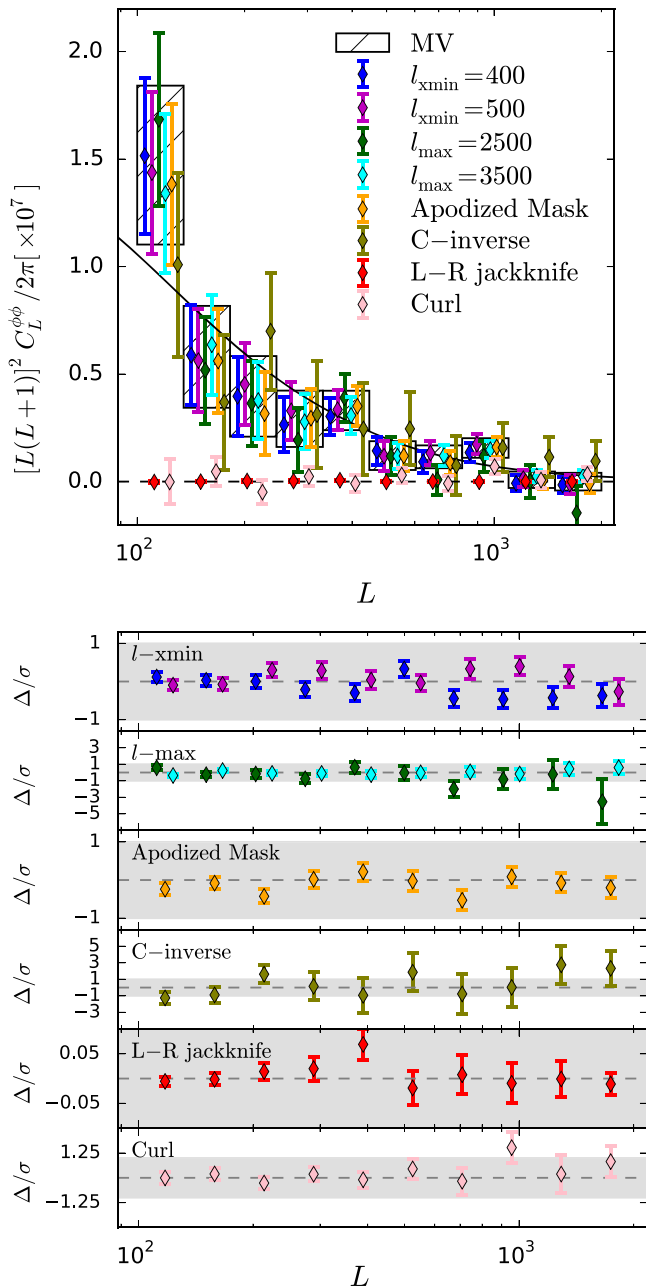 2.0
1.5
1.0
0.5
0.0
[L(L+1)]² C_L^{ϕϕ}/2π[×10⁷]
MV
l_xmin=400
l_xmin=500
l_max=2500
l_max=3500
Apodized Mask
C−inverse
L−R jackknife
Curl
10² 10³
L
l−xmin
1
−1
Δ/σ
l−max
3
1
−1
−3
−5
Δ/σ
Apodized Mask
1
−1
Δ/σ
C−inverse
5
3
1
−1
−3
Δ/σ
L−R jackknife
0.05
−0.05
Δ/σ
Curl
1.25
−1.25
Δ/σ
10² 10³
L